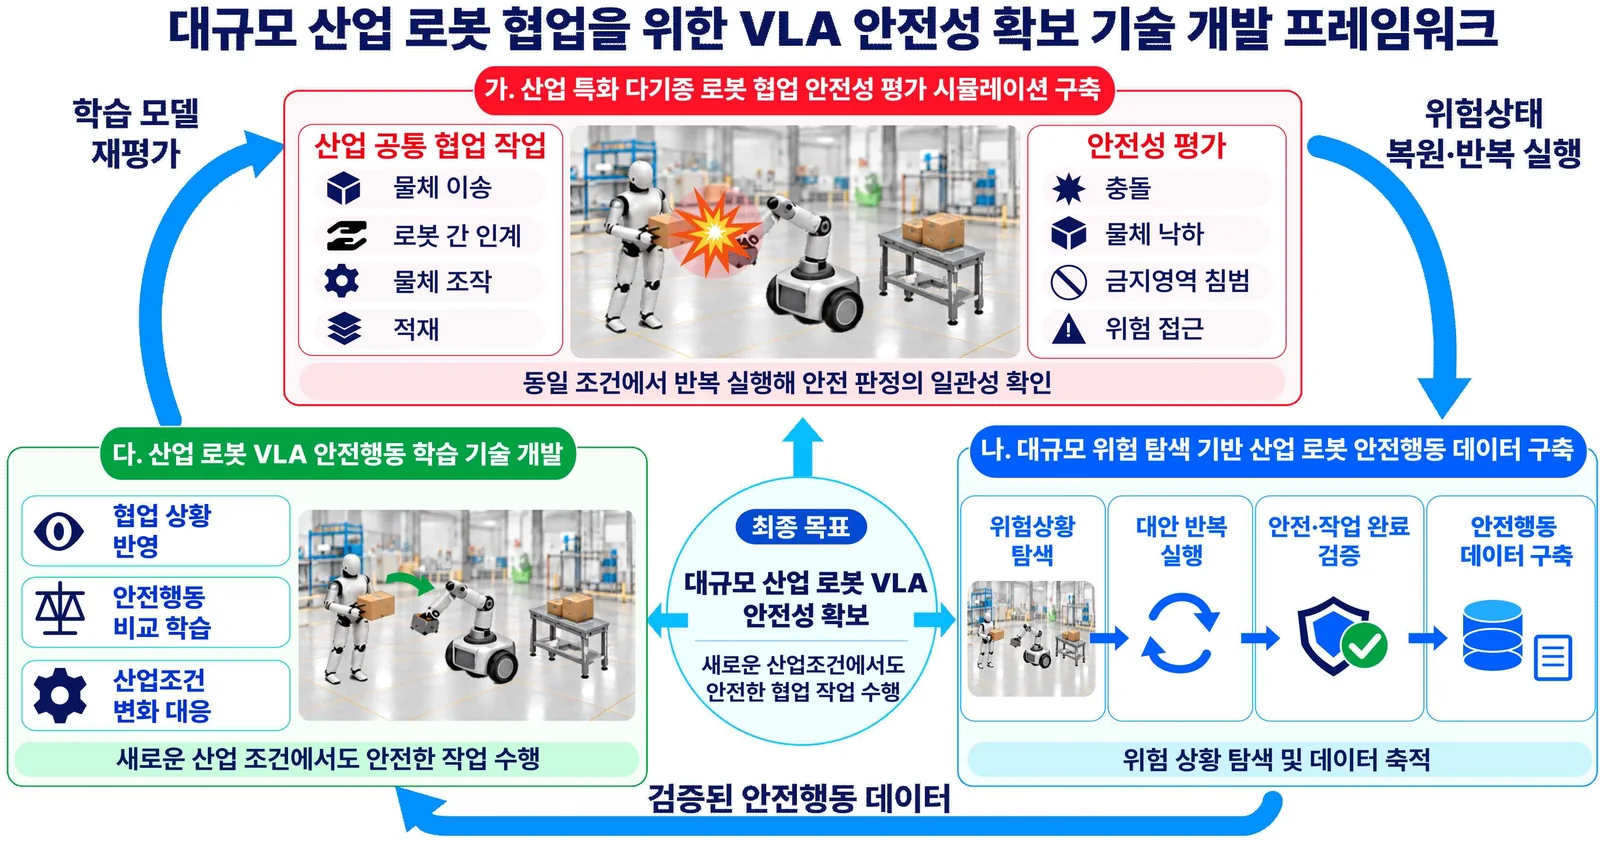 대규모 산업 로봇 협업을 위한 VLA 안전성 확보 기술 개발 프레임워크
가. 산업 특화 다기종 로봇 협업 안전성 평가 시뮬레이션 구축
학습 모델
재평가
위험상태
복원·반복 실행
산업 공통 협업 작업
물체 이송
로봇 간 인계
물체 조작
적재
안전성 평가
충돌
물체 낙하
금지영역 침범
위험 접근
동일 조건에서 반복 실행해 안전 판정의 일관성 확인
다. 산업 로봇 VLA 안전행동 학습 기술 개발
협업 상황
반영
안전행동
비교 학습
산업조건
변화 대응
새로운 산업 조건에서도 안전한 작업 수행
최종 목표
대규모 산업 로봇 VLA
안전성 확보
새로운 산업조건에서도
안전한 협업 작업 수행
나. 대규모 위험 탐색 기반 산업 로봇 안전행동 데이터 구축
위험상황
탐색
대안 반복
실행
안전·작업 완료
검증
안전행동
데이터 구축
위험 상황 탐색 및 데이터 축적
검증된 안전행동 데이터